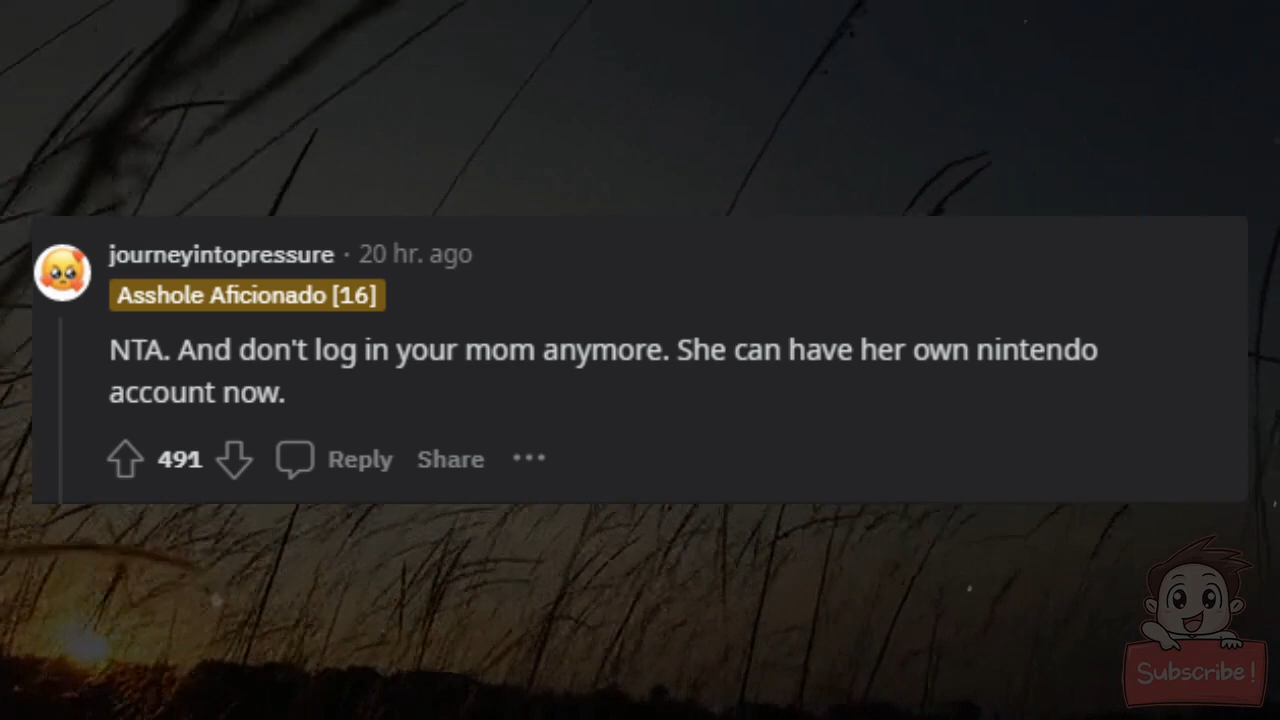 journeyintopressure · 20 hr. ago
Asshole Aficionado [16]
NTA. And don't log in your mom anymore. She can have her own nintendo
account now.
491 Reply Share ···
Subscribe!